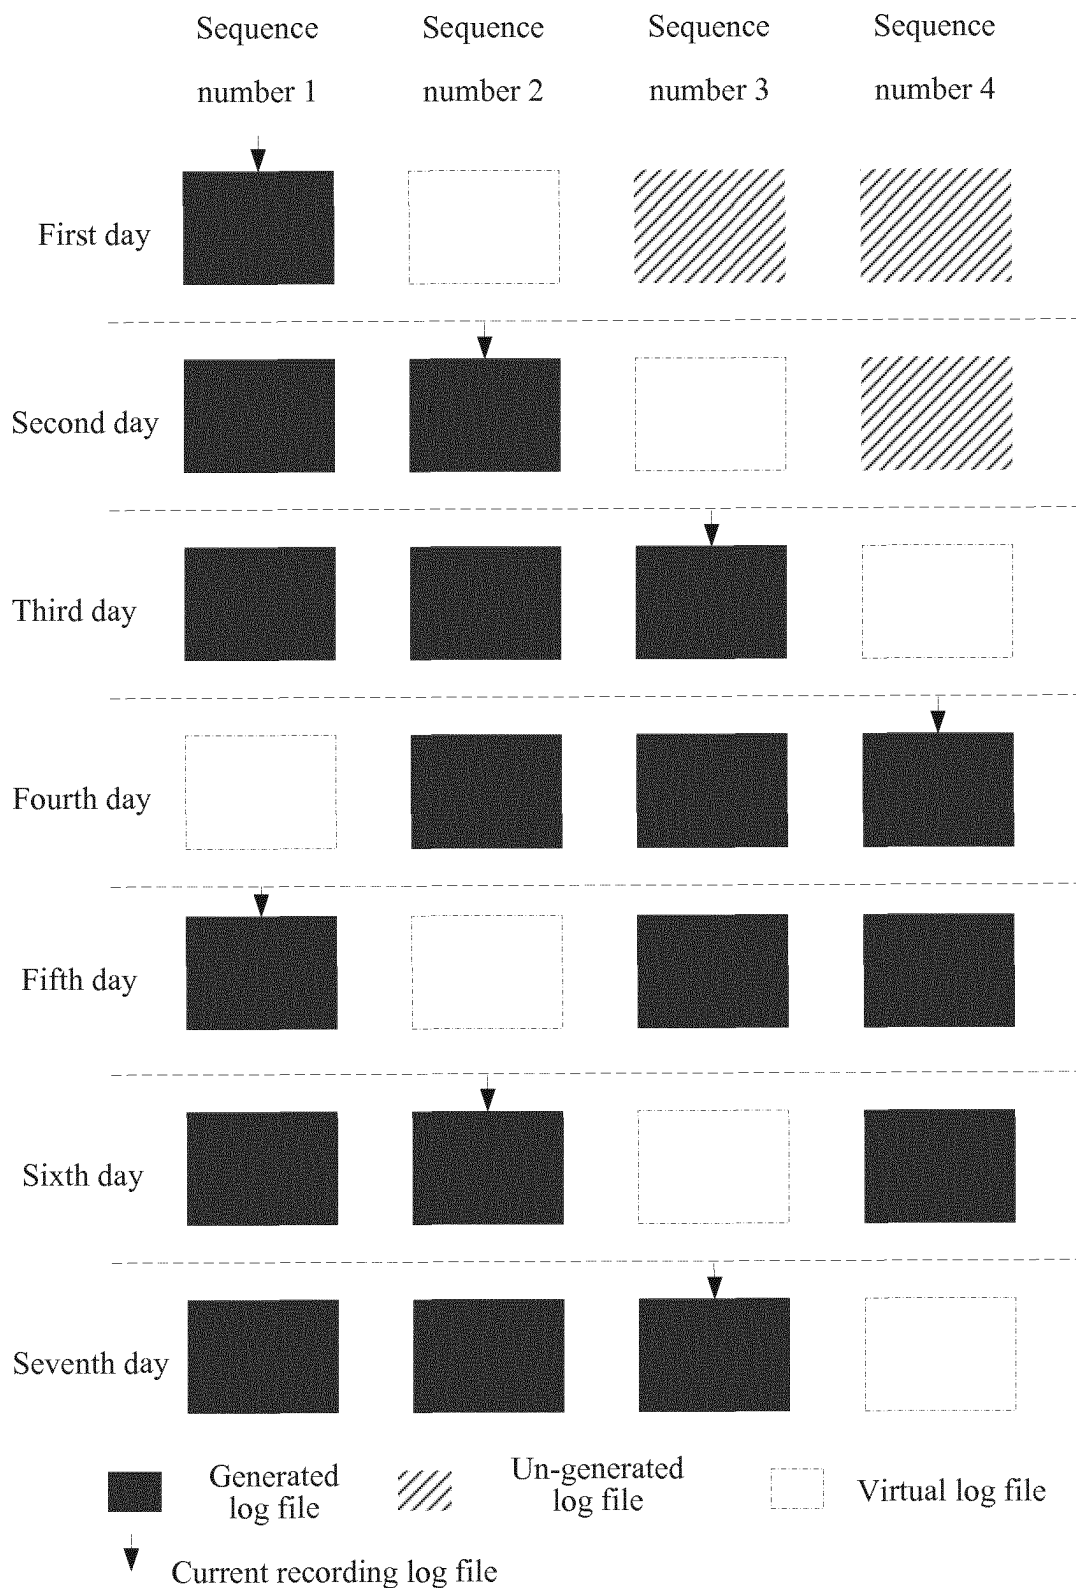 Sequence
number 1
Sequence
number 2
Sequence
number 3
Sequence
number 4
First day
Second day
Third day
Fourth day
Fifth day
Sixth day
Seventh day
Generated
log file
Un-generated
log file
Virtual log file
Current recording log file